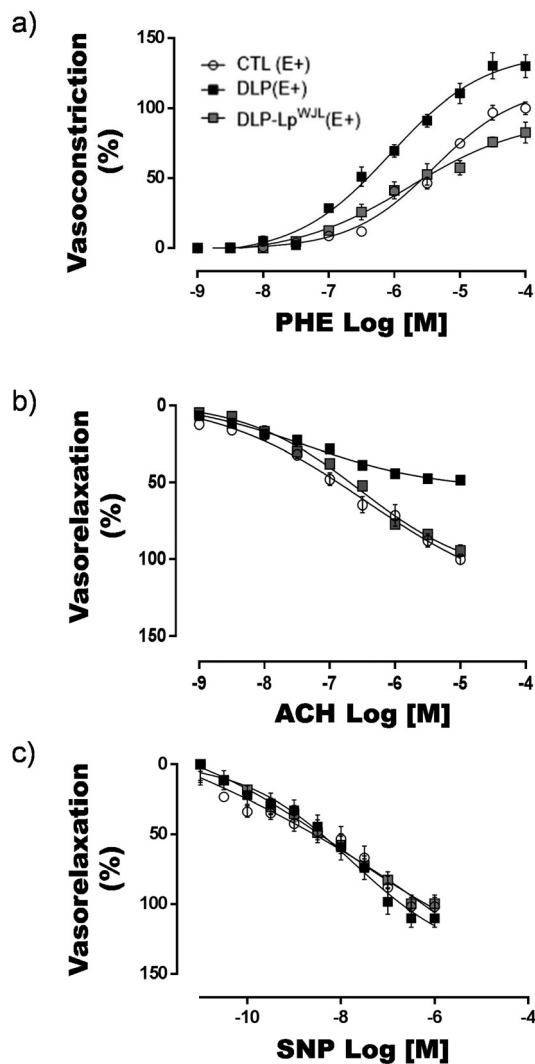 a)
150
100
50
0
Vasoconstriction
(%)
CTL (E+)
DLP(E+)
DLP-Lp^WJL(E+)
-9 -8 -7 -6 -5 -4
PHE Log [M]
b)
0
50
100
150
Vasorelaxation
(%)
-9 -8 -7 -6 -5 -4
ACH Log [M]
c)
0
50
100
150
Vasorelaxation
(%)
-10 -8 -6 -4
SNP Log [M]